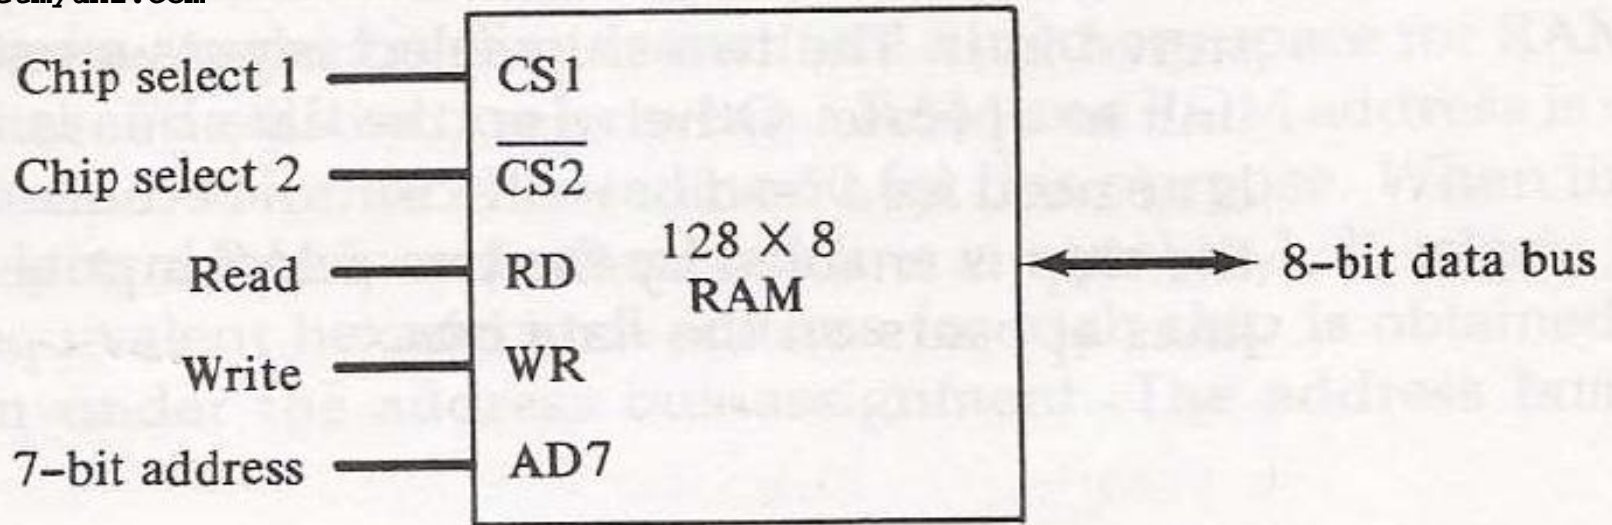 Chip select 1 CS1
Chip select 2 C̅S̅2̅
128 × 8
Read RD RAM 8-bit data bus
Write WR
7-bit address AD7